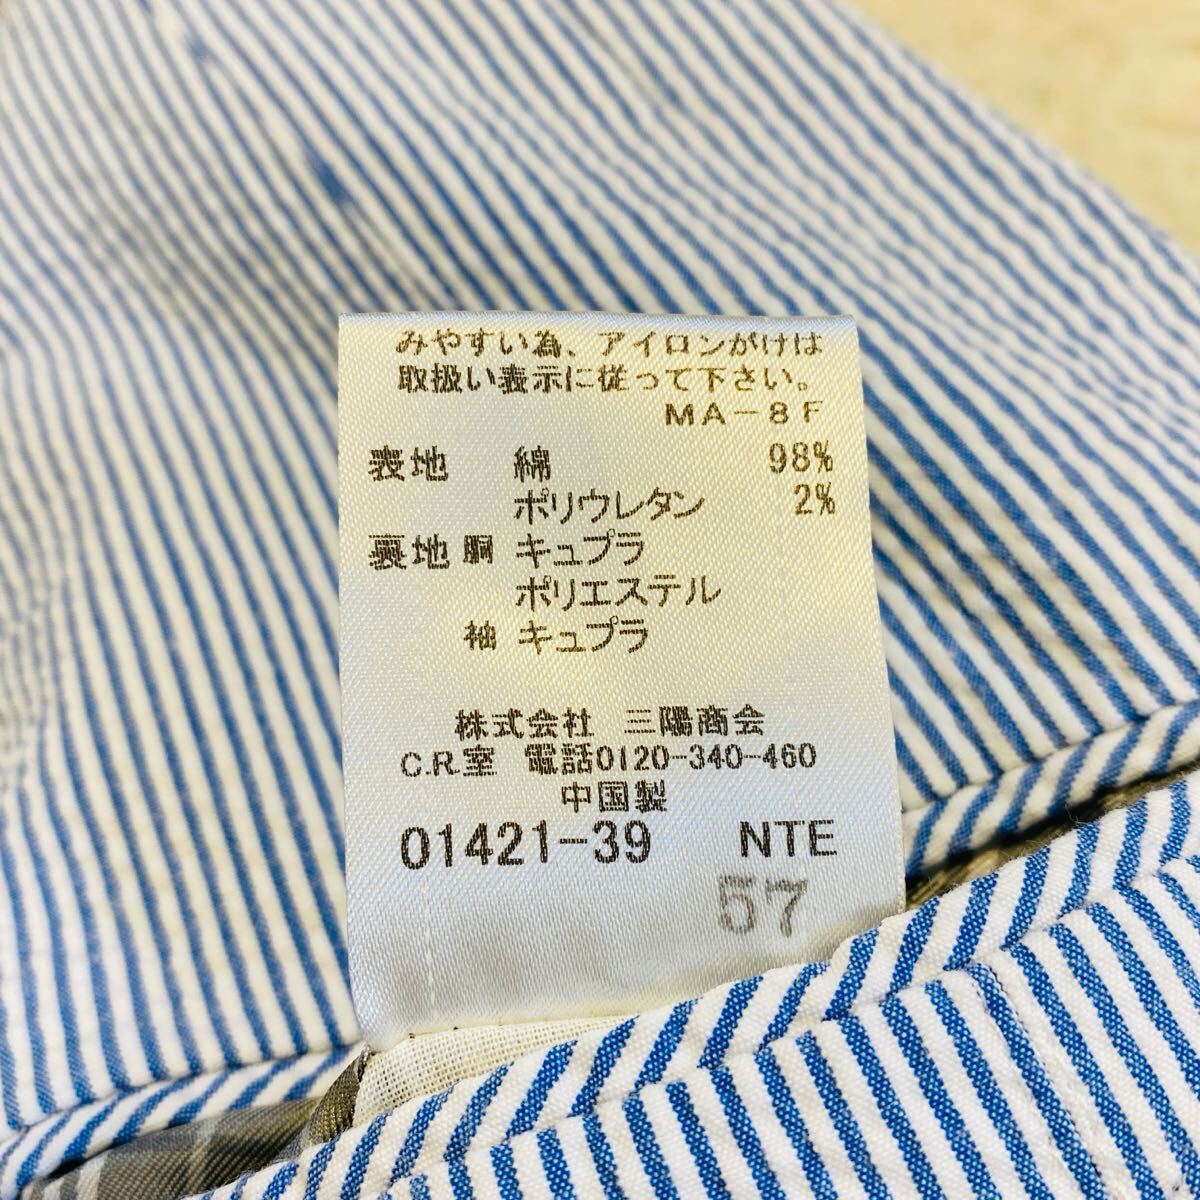 みやすい為、アイロンがけは
取扱い表示に従って下さい。
MA-8F
表地 綿 98%
ポリウレタン 2%
裏地 胴 キュプラ
ポリエステル
袖 キュプラ
株式会社 三陽商会
C.R.室 電話0120-340-460
中国製
01421-39 NTE
57